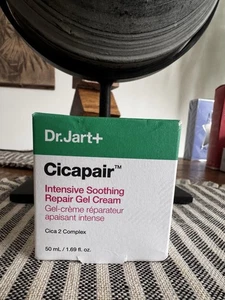 Dr.Jart+
Cicapair™
Intensive Soothing
Repair Gel Cream
Gel-crème réparateur
apaisant intense
Cica 2 Complex
50 mL / 1.69 fl. oz.